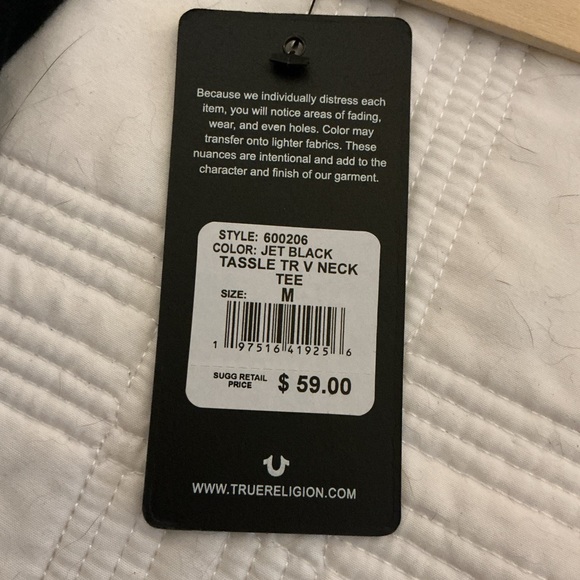 Because we individually distress each
item, you will notice areas of fading,
wear, and even holes. Color may
transfer onto lighter fabrics. These
nuances are intentional and add to the
character and finish of our garment.
STYLE: 600206
COLOR: JET BLACK
TASSLE TR V NECK
TEE
SIZE: M
1 97516 41925 6
SUGG RETAIL
PRICE $ 59.00
WWW.TRUERELIGION.COM